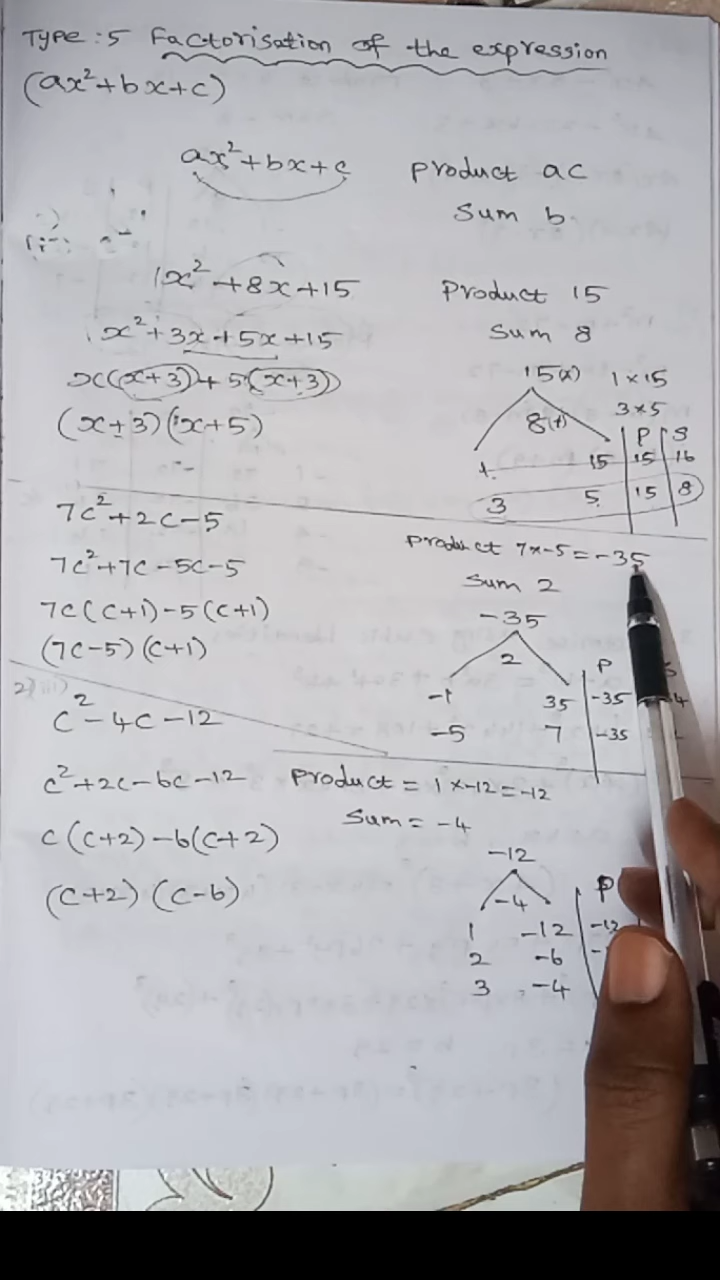 Type : 5 Factorisation of the expression
(ax²+bx+c)
ax²+bx+c
product ac
Sum b
1x²+8x+15
x²+3x+5x+15
x(x+3)+5(x+3)
(x+3)(x+5)
Product 15
Sum 8
15(x) 1×15
8(+) 3×5
P S
1 15 15 16
3 5 15 8
7c²+2c-5
7c²+7c-5c-5
7c(c+1)-5(c+1)
(7c-5)(c+1)
product 7×-5=-35
Sum 2
-35
2
P
-1 35 -35
-5 7 -35
2) iii)
c²-4c-12
c²+2c-6c-12
c(c+2)-6(c+2)
(c+2)(c-6)
Product = 1×-12=-12
Sum = -4
-12
-4
P
1 -12 -12
2 -6
3 -4